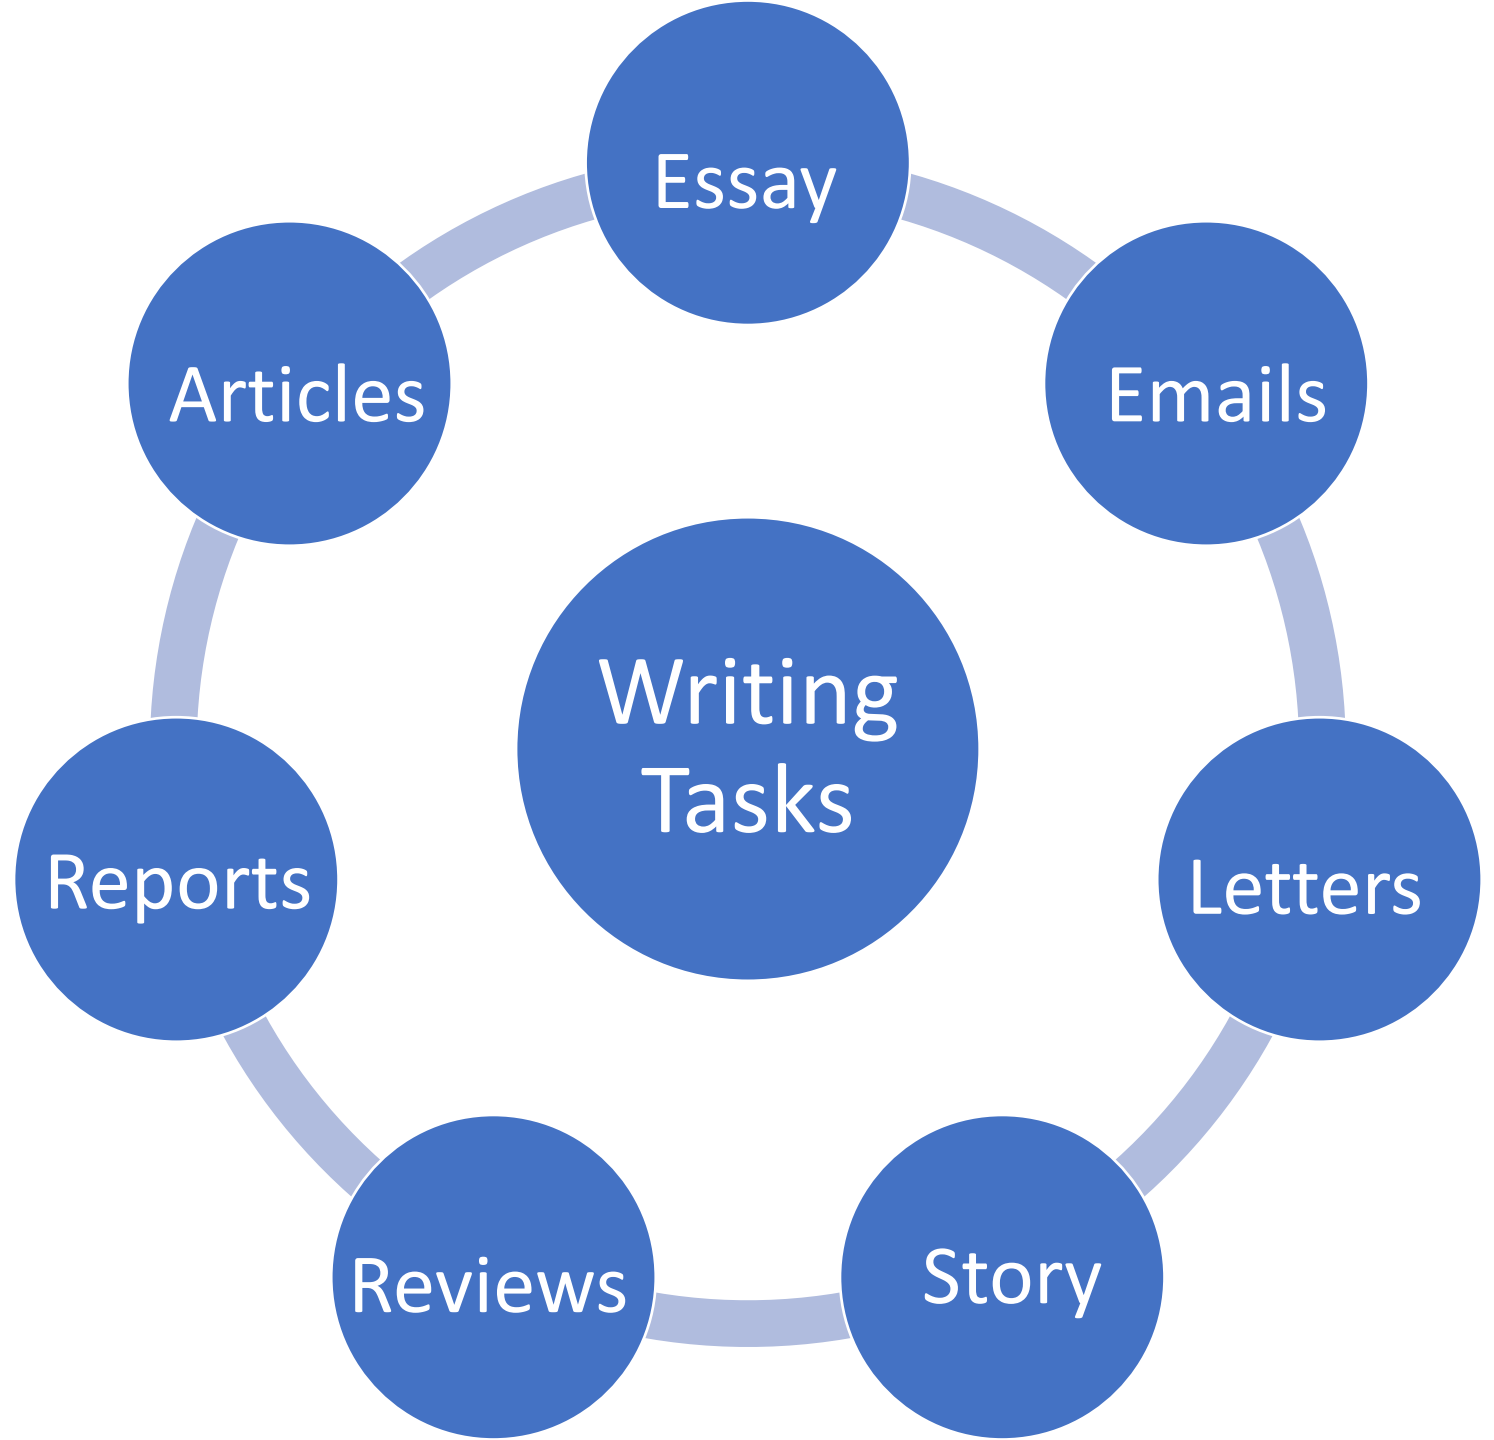 Essay
Emails
Letters
Story
Reviews
Reports
Articles
Writing
Tasks